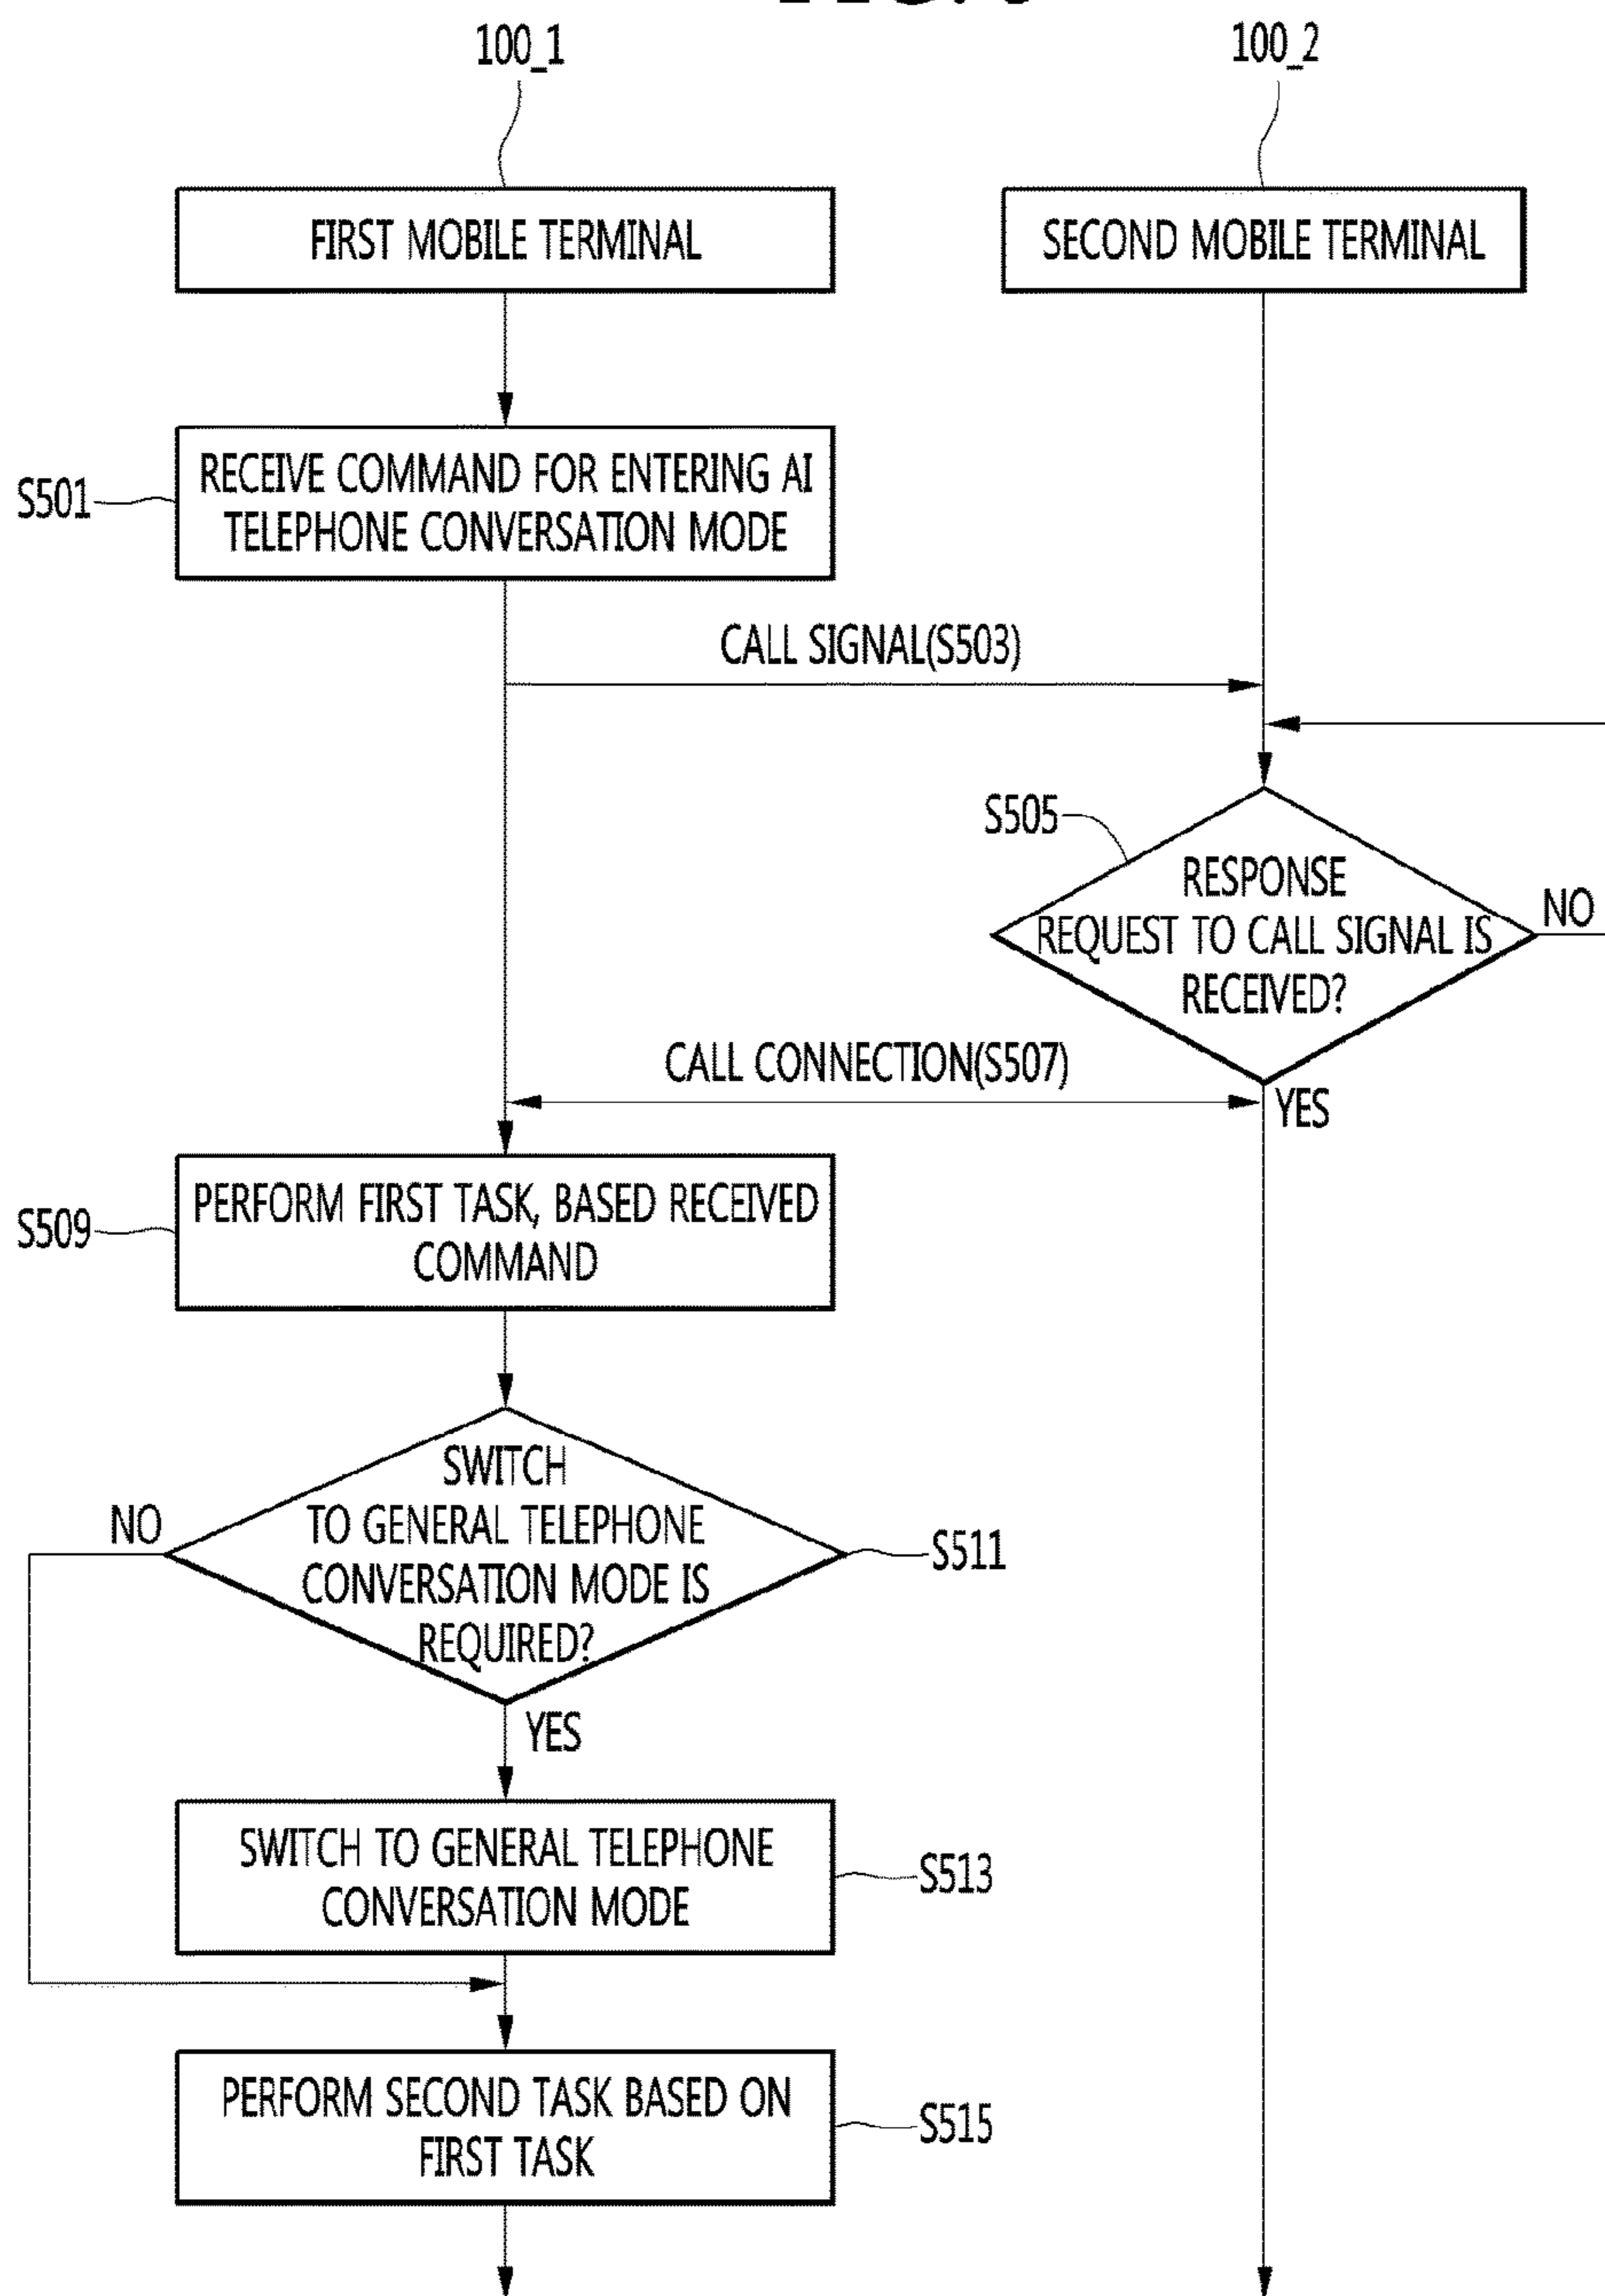 100_1
100_2
FIRST MOBILE TERMINAL
SECOND MOBILE TERMINAL
S501
RECEIVE COMMAND FOR ENTERING AI
TELEPHONE CONVERSATION MODE
CALL SIGNAL(S503)
S505
RESPONSE
REQUEST TO CALL SIGNAL IS
RECEIVED?
NO
CALL CONNECTION(S507)
YES
S509
PERFORM FIRST TASK, BASED RECEIVED
COMMAND
SWITCH
TO GENERAL TELEPHONE
CONVERSATION MODE IS
REQUIRED?
NO
S511
YES
SWITCH TO GENERAL TELEPHONE
CONVERSATION MODE
S513
PERFORM SECOND TASK BASED ON
FIRST TASK
S515